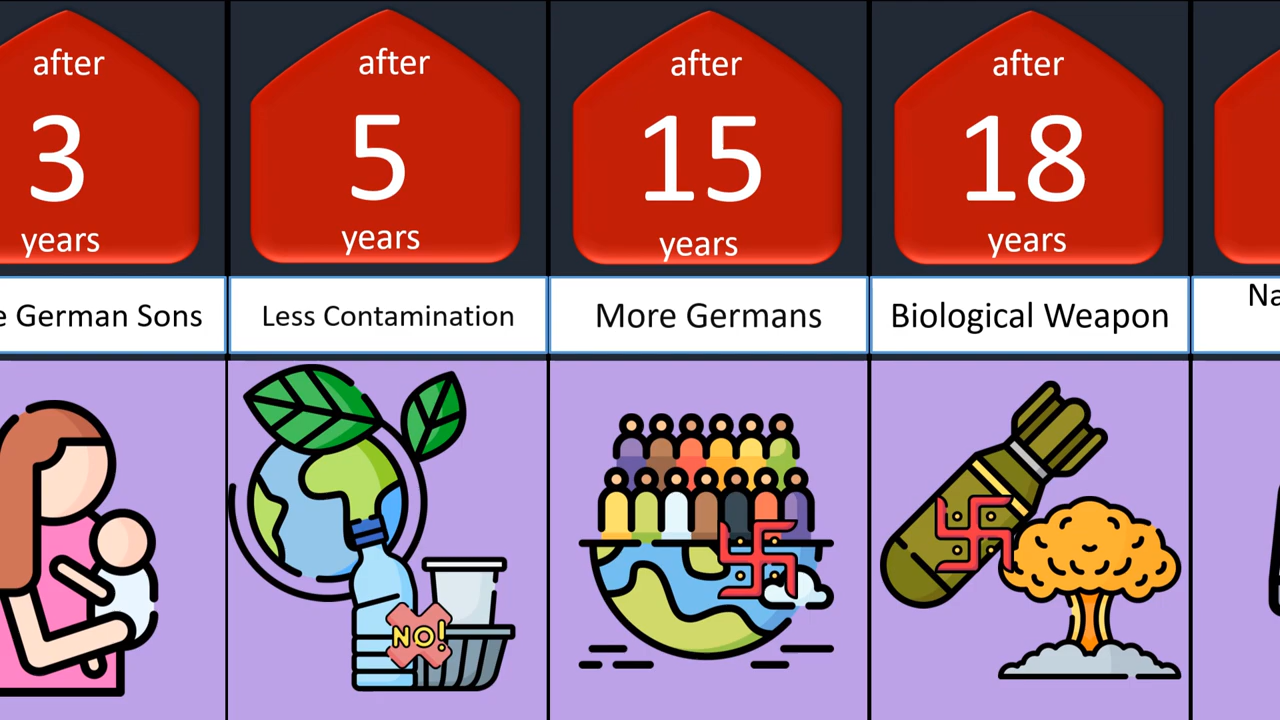 after
3
years
e German Sons
after
5
years
Less Contamination
NO!
after
15
years
More Germans
after
18
years
Biological Weapon
Na